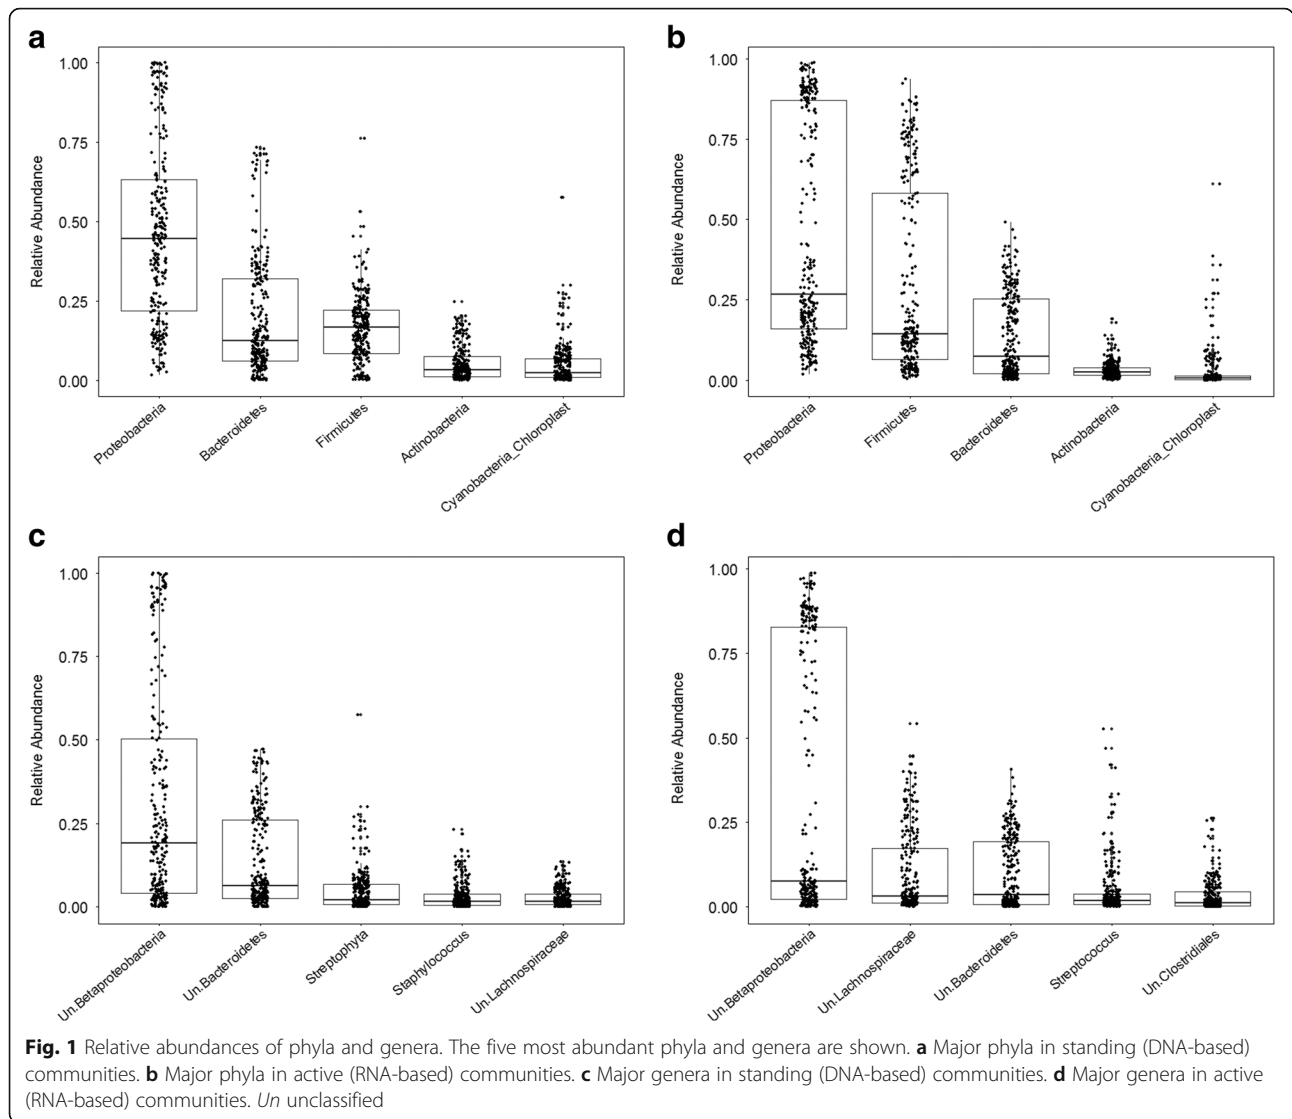 a
1.00
0.75
0.50
0.25
0.00
Relative Abundance
Proteobacteria
Bacteroidetes
Firmicutes
Actinobacteria
Cyanobacteria_Chloroplast
b
1.00
0.75
0.50
0.25
0.00
Relative Abundance
Proteobacteria
Firmicutes
Bacteroidetes
Actinobacteria
Cyanobacteria_Chloroplast
c
1.00
0.75
0.50
0.25
0.00
Relative Abundance
Un.Betaproteobacteria
Un.Bacteroidetes
Streptophyta
Staphylococcus
Un.Lachnospiraceae
d
1.00
0.75
0.50
0.25
0.00
Relative Abundance
Un.Betaproteobacteria
Un.Lachnospiraceae
Un.Bacteroidetes
Streptococcus
Un.Clostridiales
Fig. 1 Relative abundances of phyla and genera. The five most abundant phyla and genera are shown. a Major phyla in standing (DNA-based)
communities. b Major phyla in active (RNA-based) communities. c Major genera in standing (DNA-based) communities. d Major genera in active
(RNA-based) communities. Un unclassified